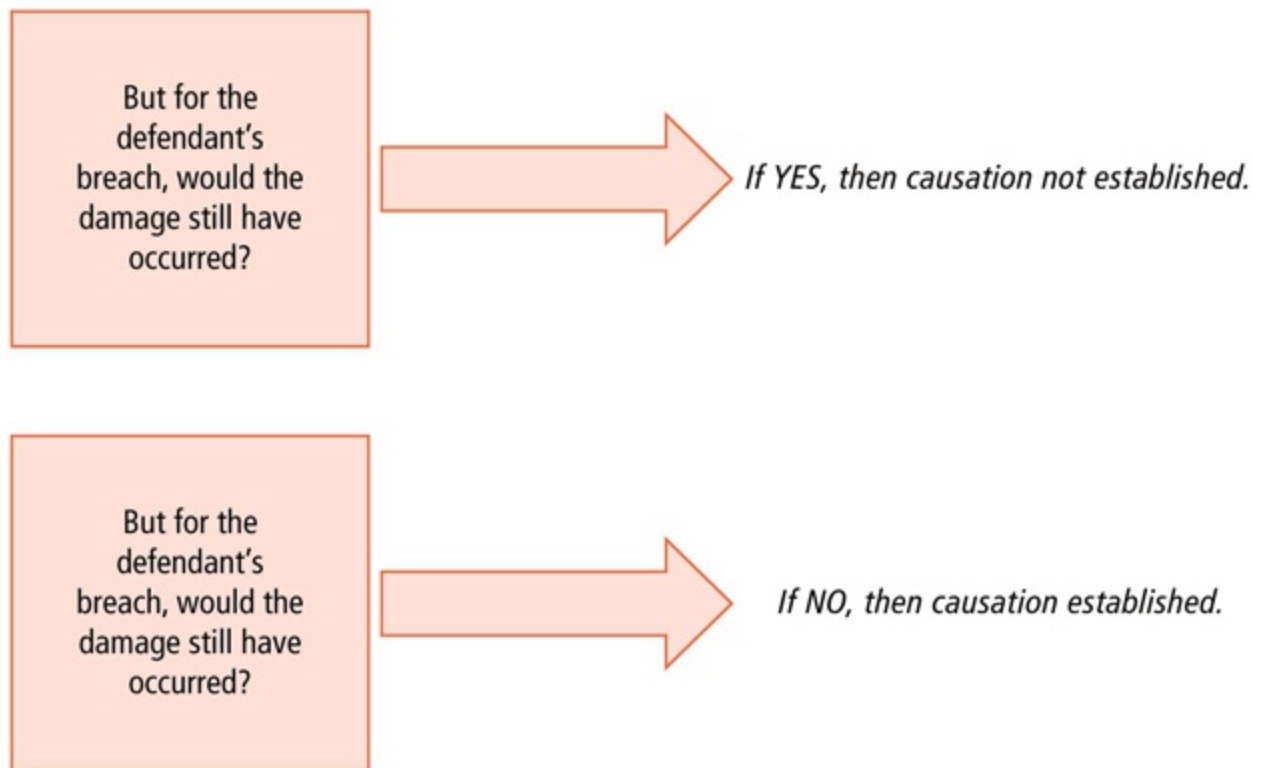 But for the
defendant’s
breach, would the
damage still have
occurred?
If YES, then causation not established.
But for the
defendant’s
breach, would the
damage still have
occurred?
If NO, then causation established.